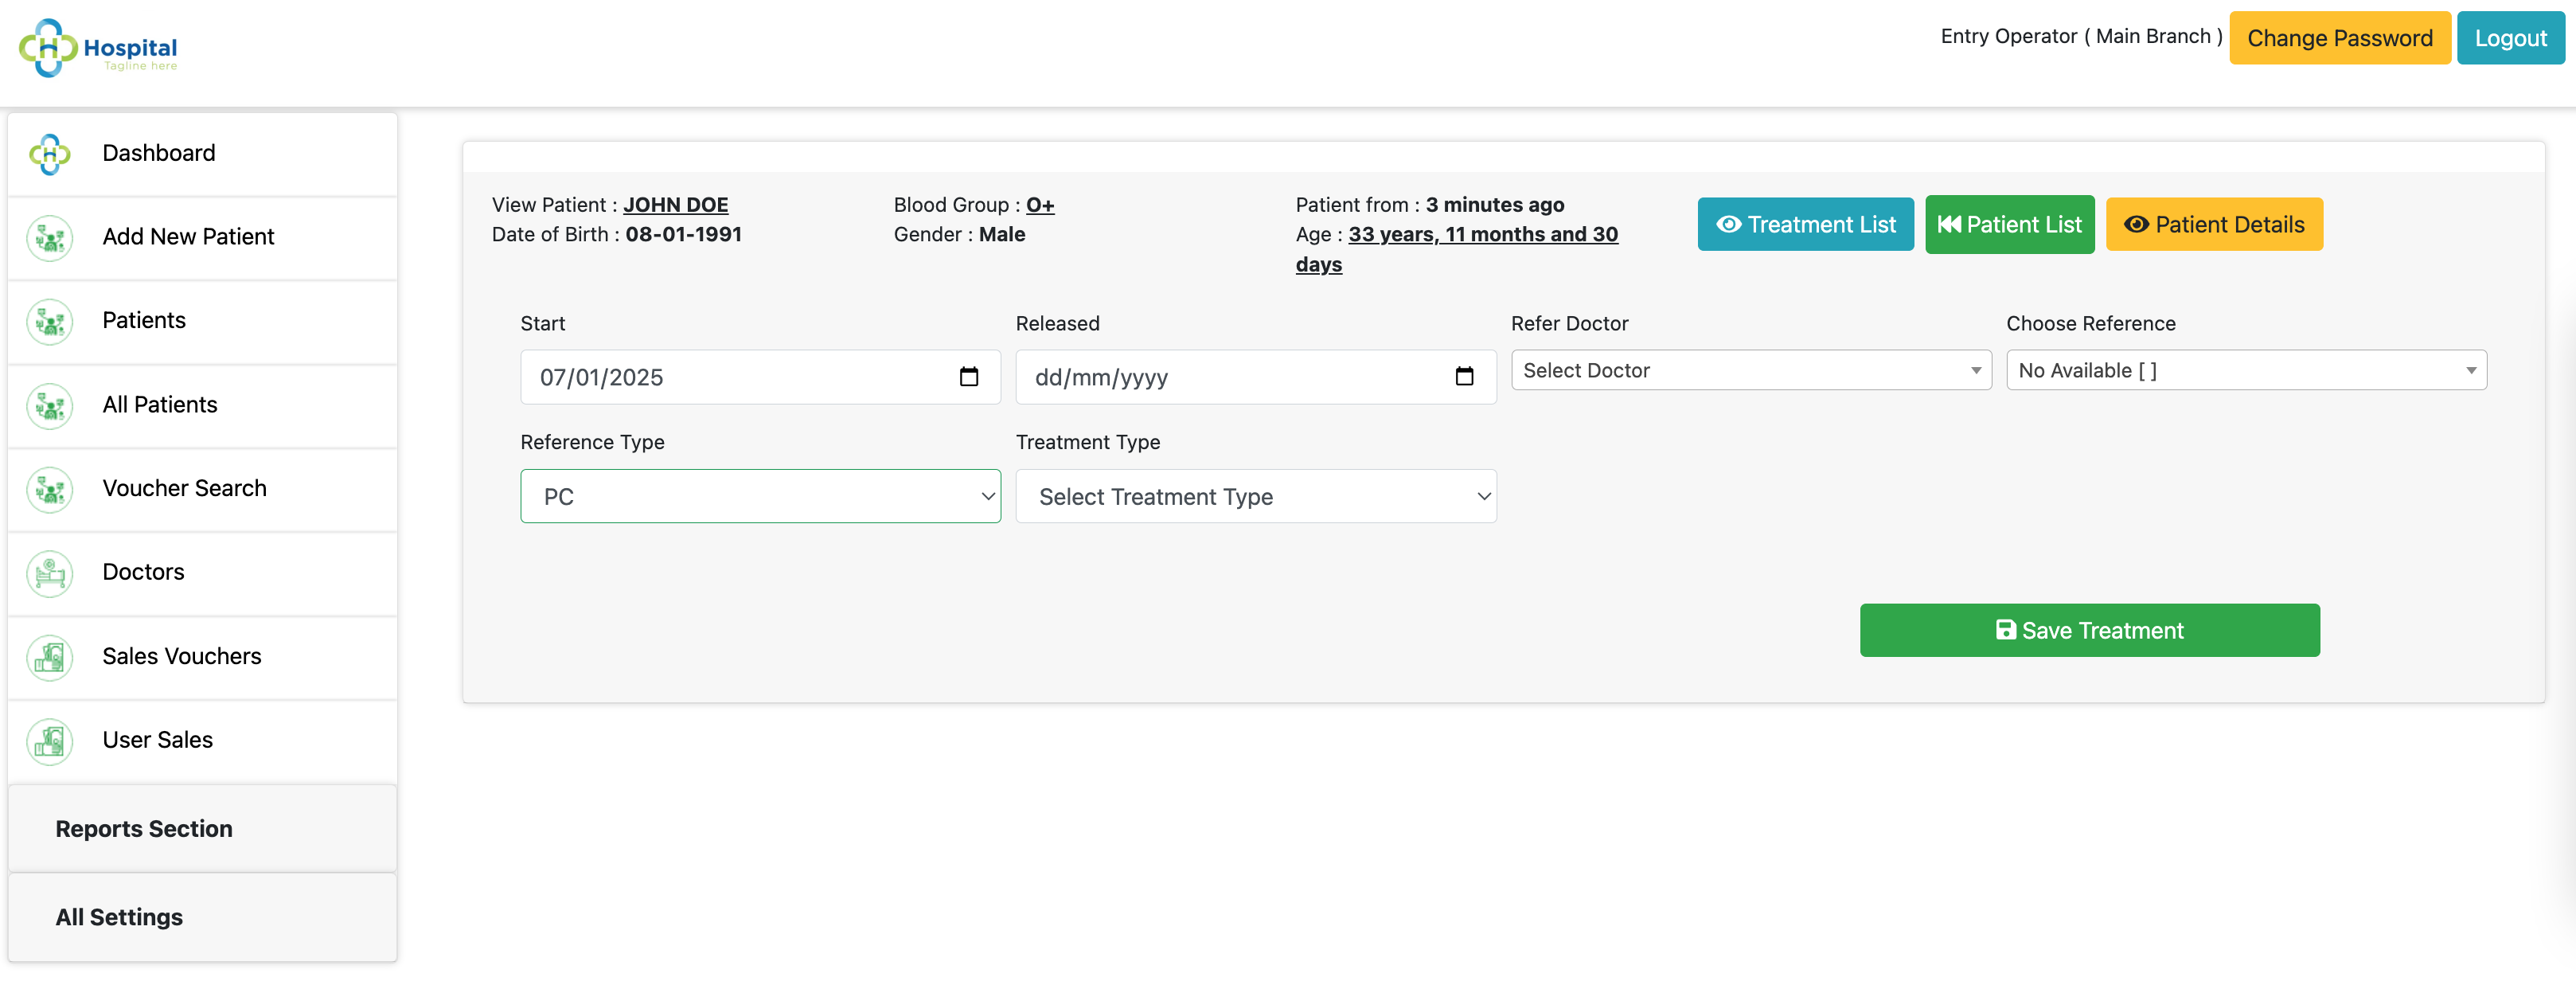 Hospital
Tagline here
Entry Operator ( Main Branch )
Change Password
Logout
Dashboard
Add New Patient
Patients
All Patients
Voucher Search
Doctors
Sales Vouchers
User Sales
Reports Section
All Settings
View Patient : JOHN DOE
Date of Birth : 08-01-1991
Blood Group : O+
Gender : Male
Patient from : 3 minutes ago
Age : 33 years, 11 months and 30
days
Treatment List
Patient List
Patient Details
Start
Released
Refer Doctor
Choose Reference
07/01/2025
dd/mm/yyyy
Select Doctor
No Available [ ]
Reference Type
Treatment Type
PC
Select Treatment Type
Save Treatment